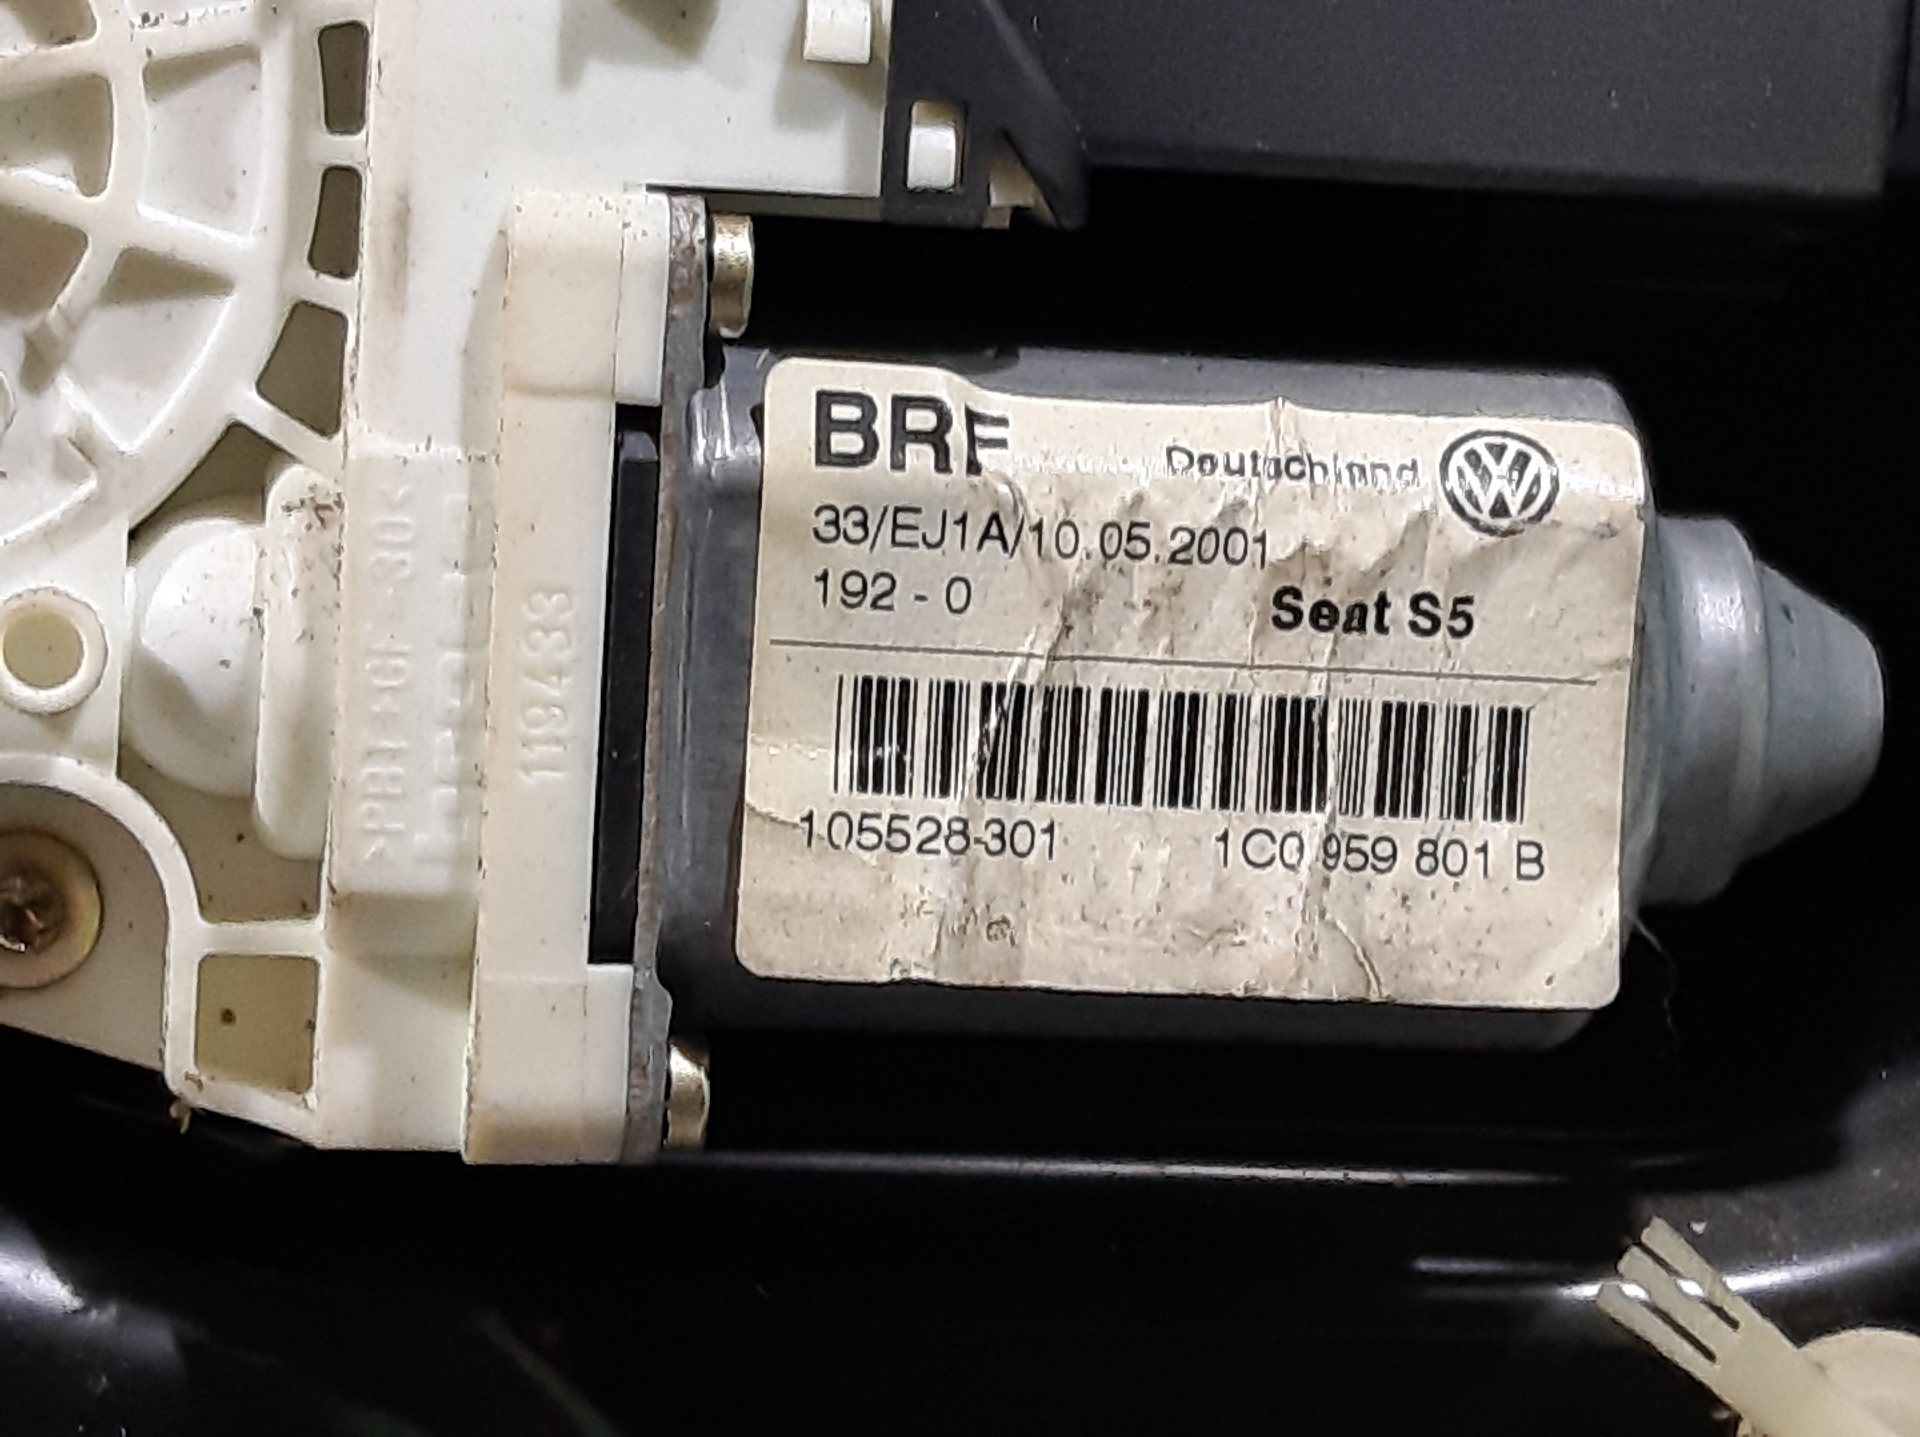 BRF
Deutschland
33/EJ1A/10.05.2001
192 - 0
Seat S5
105528-301
1C0 959 801 B
119433